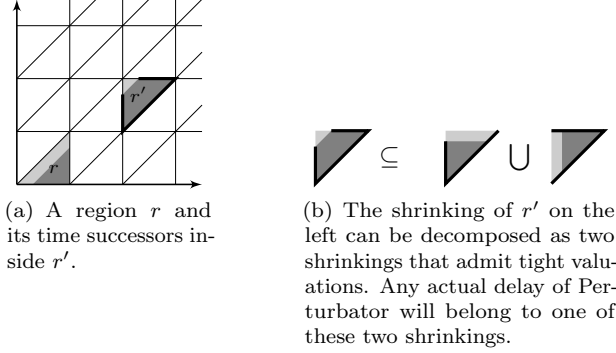 r′
r
⊆
⋃
(a) A region r and
its time successors in-
side r′.
(b) The shrinking of r′ on the
left can be decomposed as two
shrinkings that admit tight valu-
ations. Any actual delay of Per-
turbator will belong to one of
these two shrinkings.